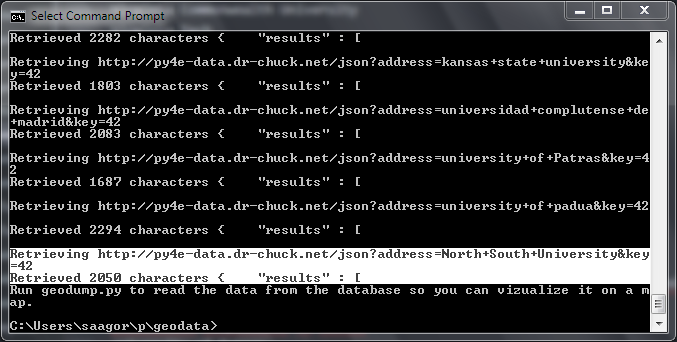 Select Command Prompt
Retrieved 2282 characters {    "results" : [
Retrieving http://py4e-data.dr-chuck.net/json?address=kansas+state+university&ke
y=42
Retrieved 1803 characters {    "results" : [
Retrieving http://py4e-data.dr-chuck.net/json?address=universidad+complutense+de
+madrid&key=42
Retrieved 2083 characters {    "results" : [
Retrieving http://py4e-data.dr-chuck.net/json?address=university+of+Patras&key=4
2
Retrieved 1687 characters {    "results" : [
Retrieving http://py4e-data.dr-chuck.net/json?address=university+of+padua&key=42
Retrieved 2294 characters {    "results" : [
Retrieving http://py4e-data.dr-chuck.net/json?address=North+South+University&key
=42
Retrieved 2050 characters {    "results" : [
Run geodump.py to read the data from the database so you can vizualize it on a m
ap.
C:\Users\saagor\p\geodata>